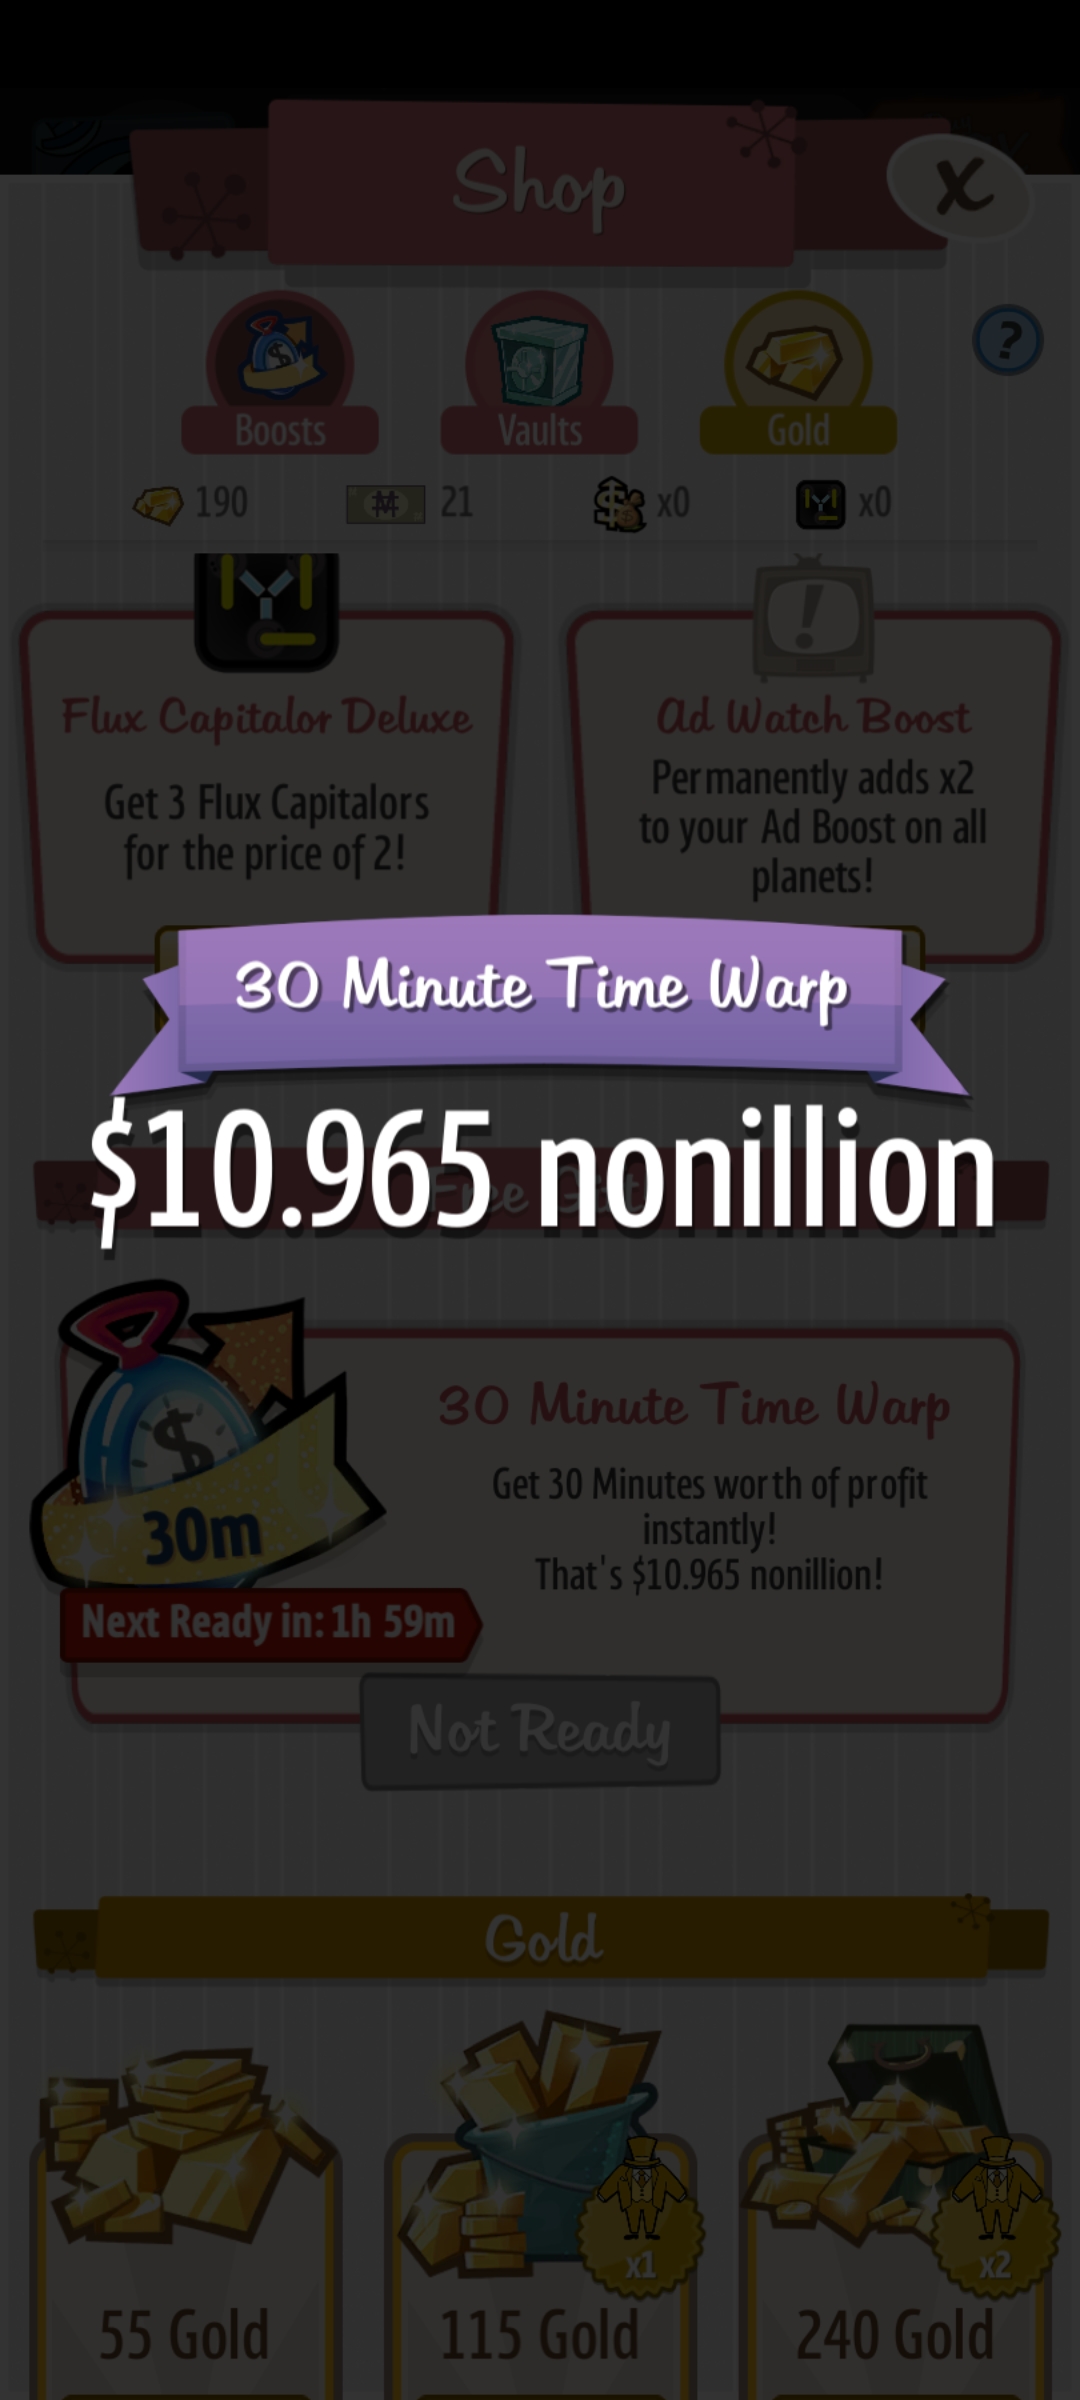 Shop
X
?
Boosts
Vaults
Gold
190
21
x0
x0
Flux Capitalor Deluxe
Get 3 Flux Capitalors
for the price of 2!
Ad Watch Boost
Permanently adds x2
to your Ad Boost on all
planets!
30 Minute Time Warp
$10.965 nonillion
30 Minute Time Warp
Get 30 Minutes worth of profit
instantly!
That's $10.965 nonillion!
30m
Next Ready in: 1h 59m
Not Ready
Gold
x1
x2
55 Gold
115 Gold
240 Gold